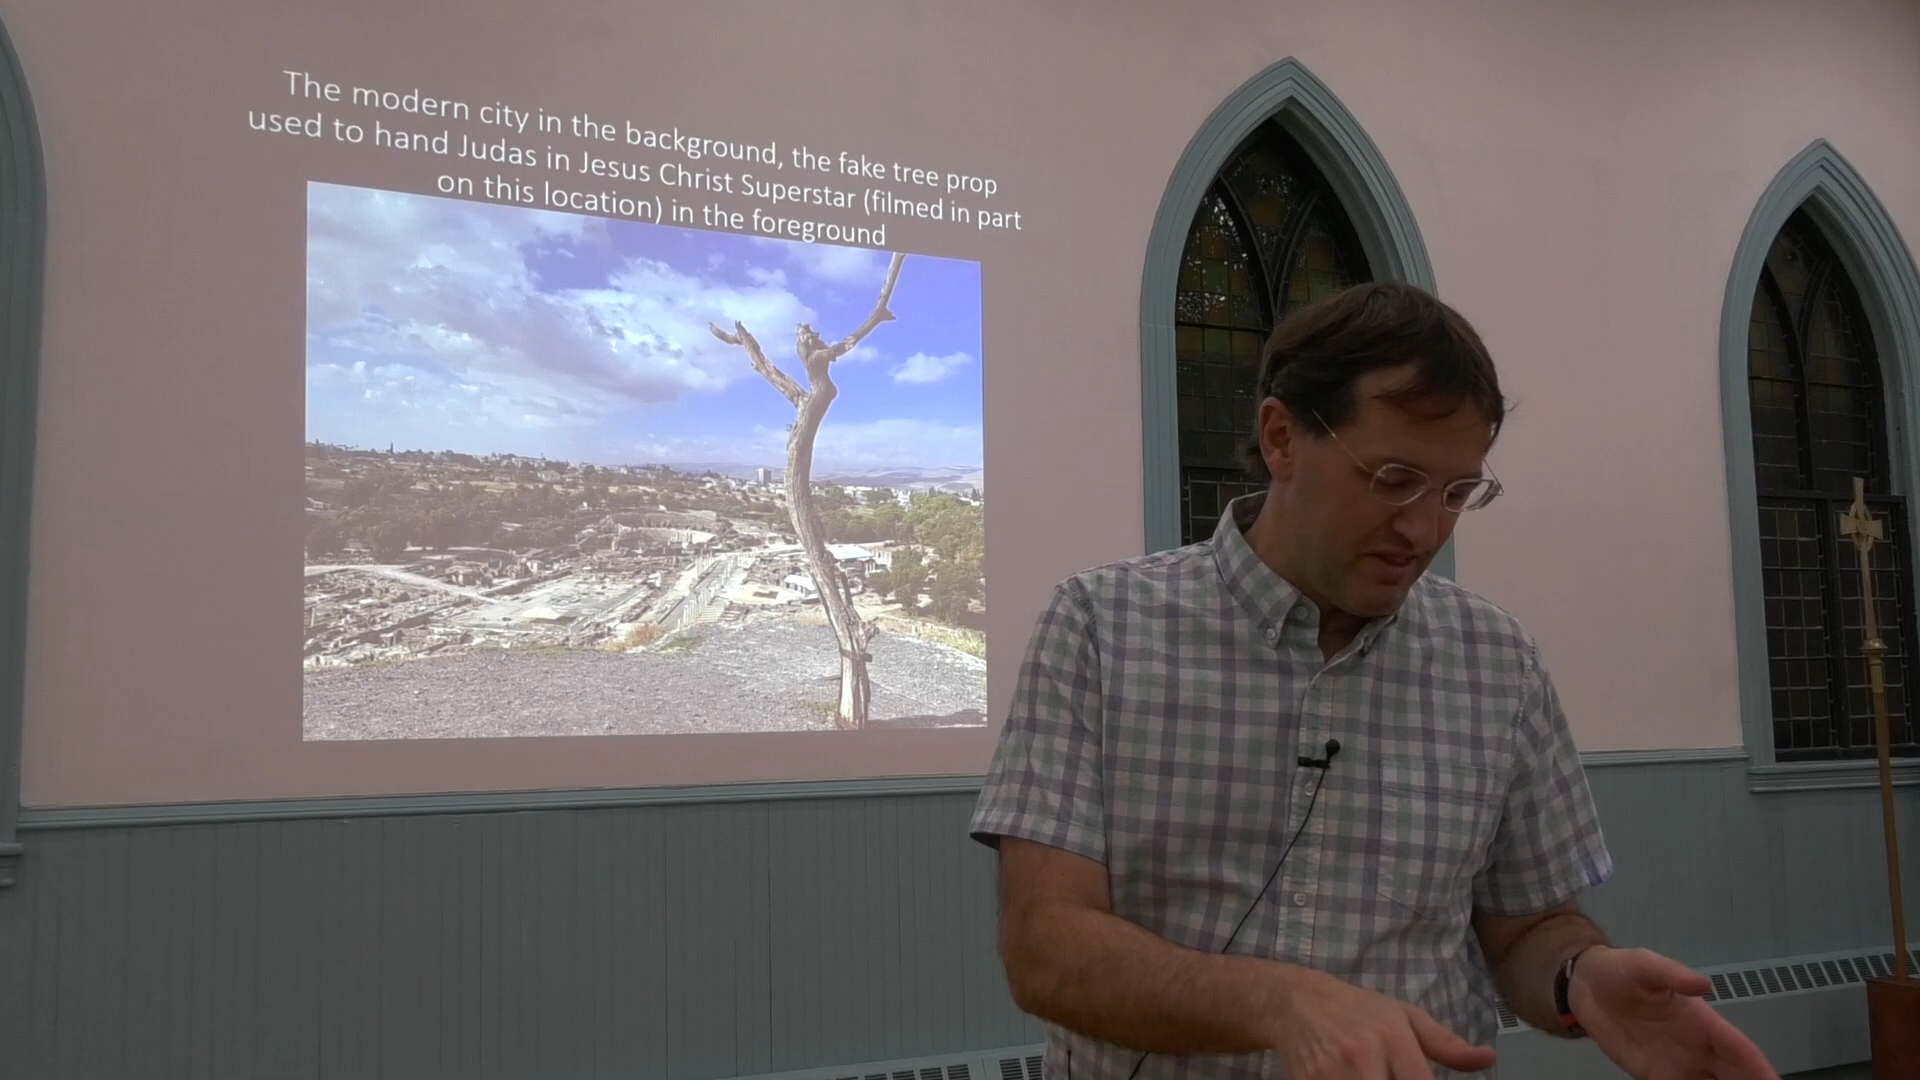 The modern city in the background, the fake tree prop
used to hand Judas in Jesus Christ Superstar (filmed in part
on this location) in the foreground